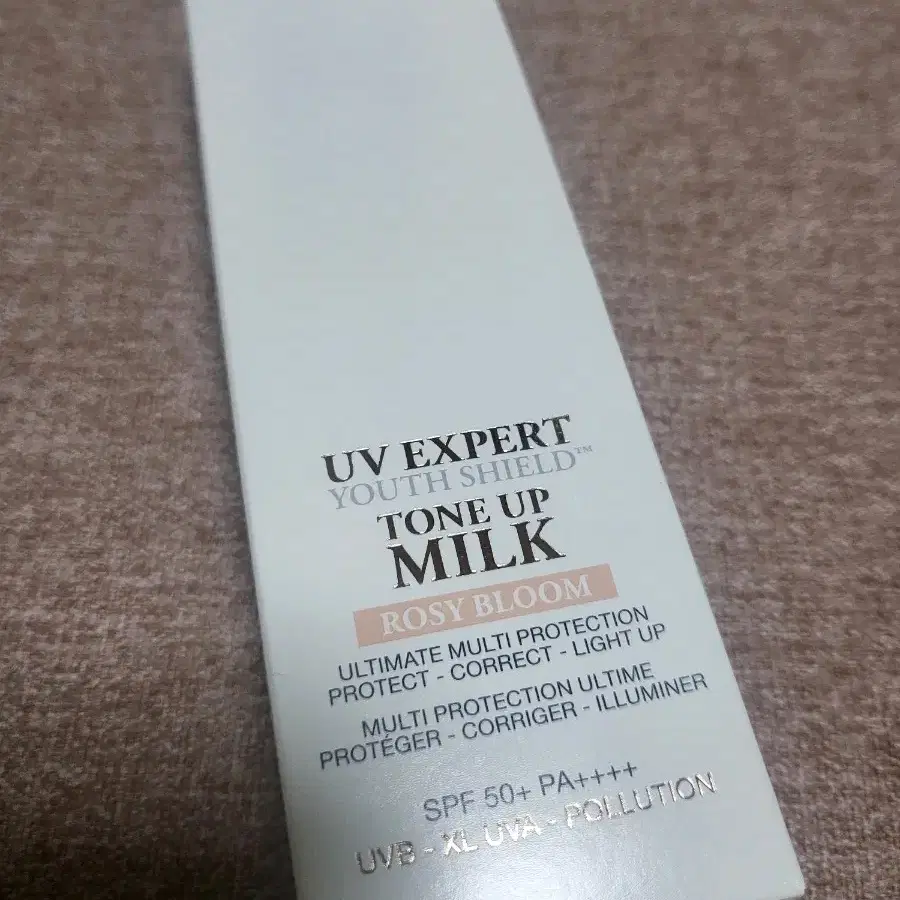 UV EXPERT
YOUTH SHIELD™
TONE UP
MILK
ROSY BLOOM
ULTIMATE MULTI PROTECTION
PROTECT - CORRECT - LIGHT UP
MULTI PROTECTION ULTIME
PROTÉGER - CORRIGER - ILLUMINER
SPF 50+ PA++++
UVB - XL UVA - POLLUTION